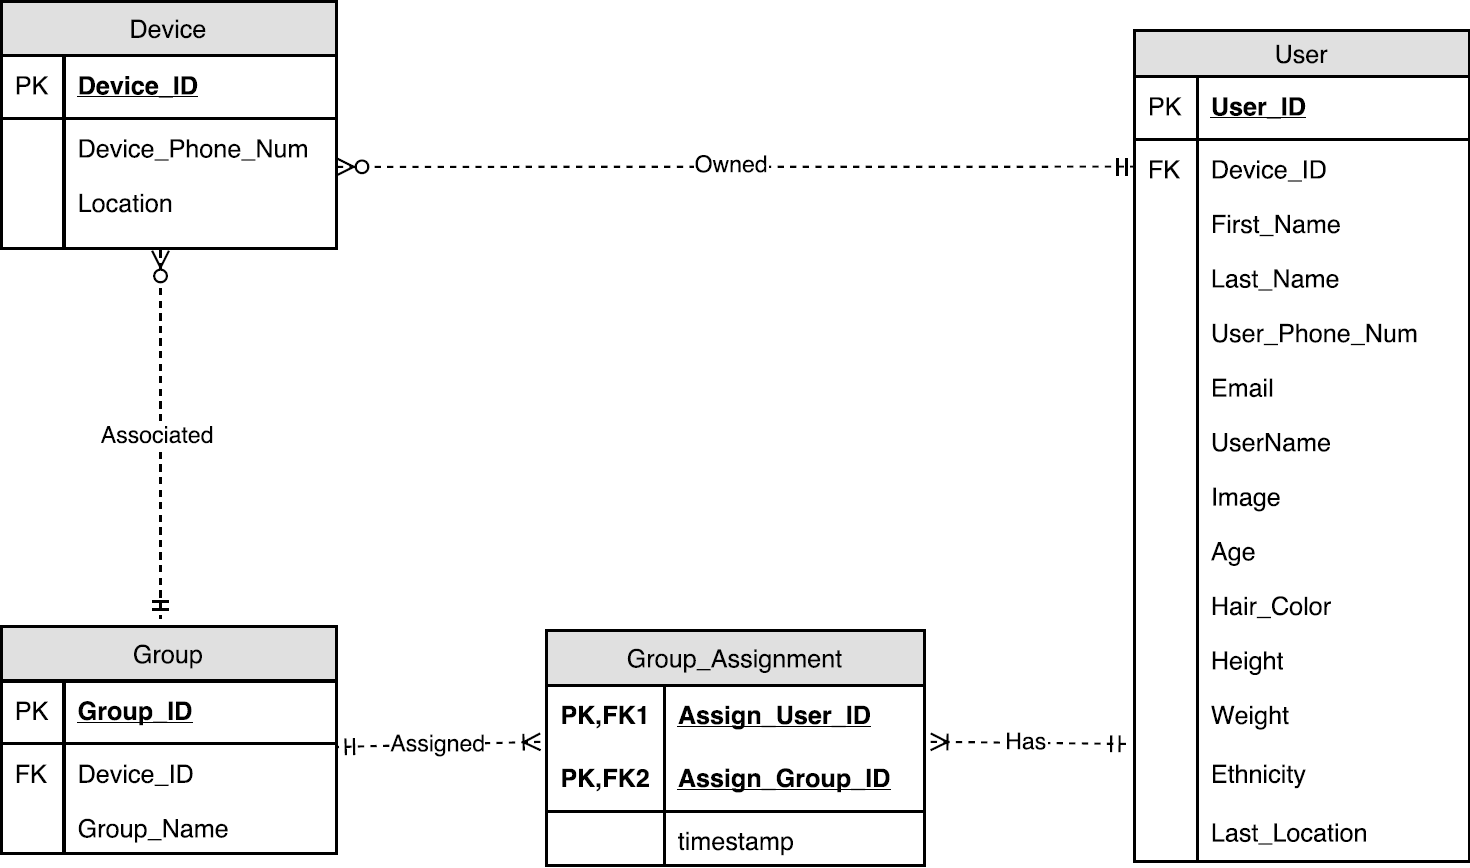 Device
PK Device_ID
Device_Phone_Num
Location
Owned
User
PK User_ID
FK Device_ID
First_Name
Last_Name
User_Phone_Num
Email
UserName
Image
Age
Hair_Color
Height
Weight
Ethnicity
Last_Location
Associated
Group
PK Group_ID
FK Device_ID
Group_Name
Assigned
Group_Assignment
PK,FK1 Assign_User_ID
PK,FK2 Assign_Group_ID
timestamp
Has